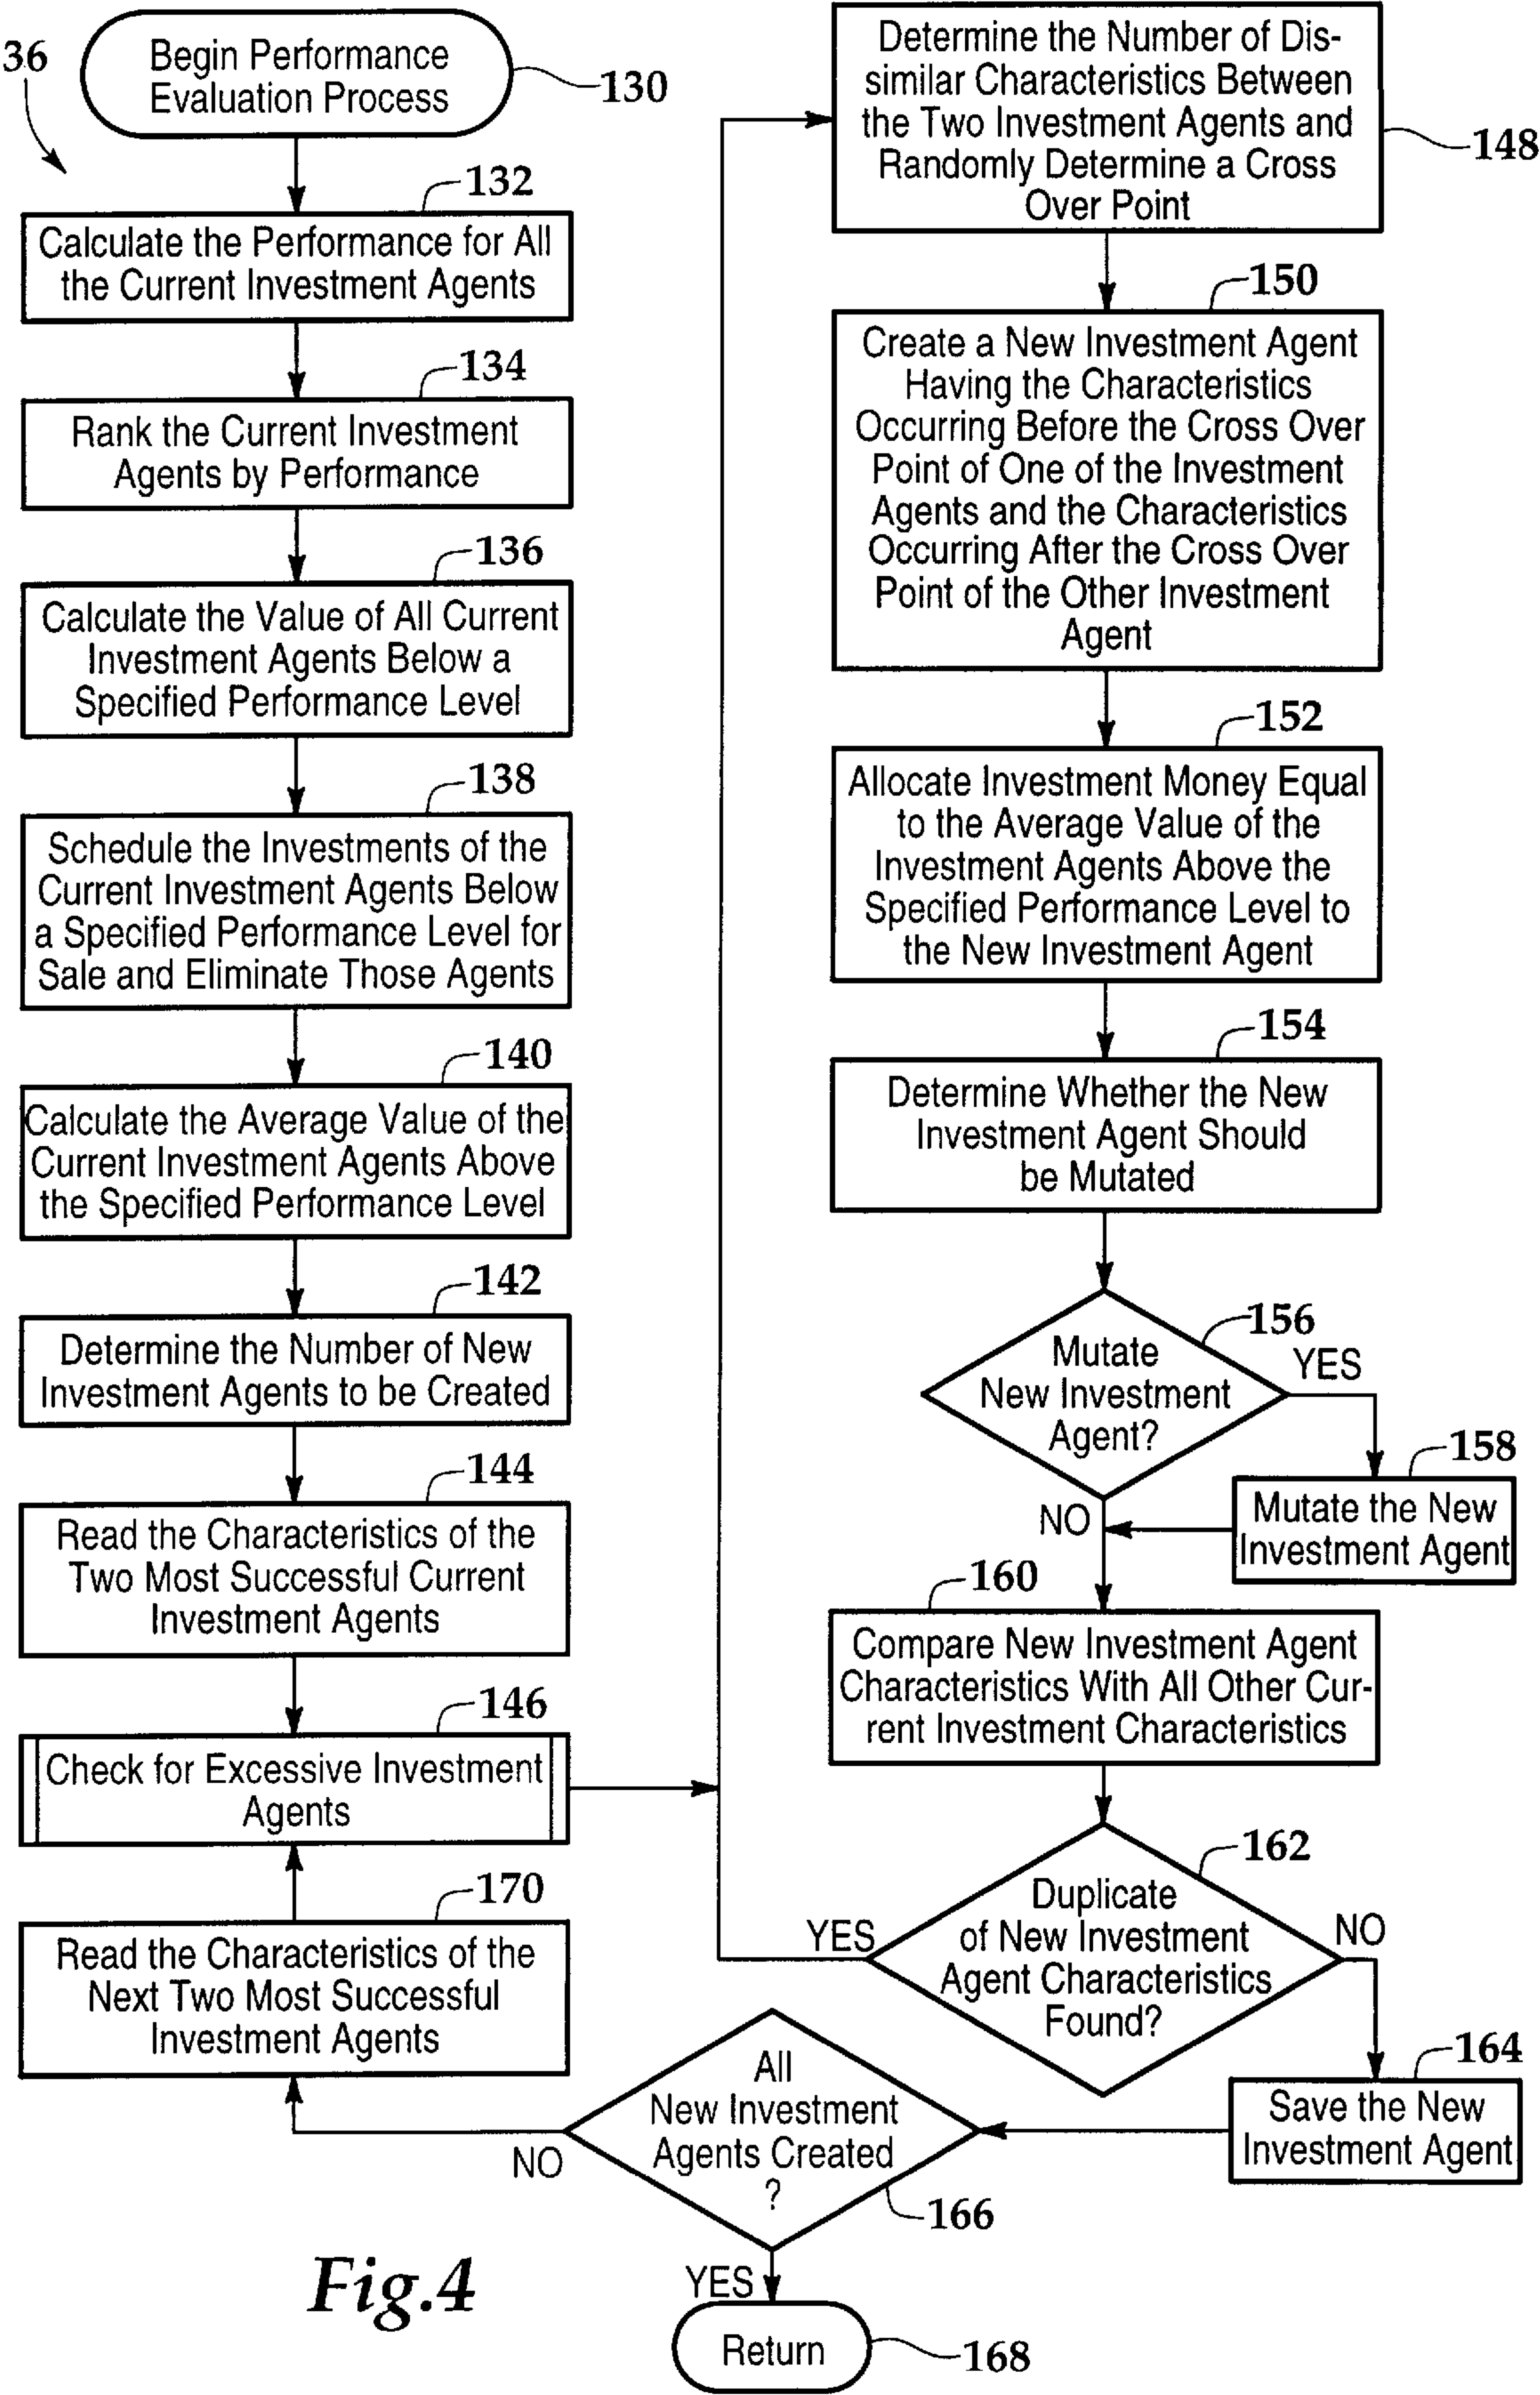 36
Begin Performance
Evaluation Process
130
132
Calculate the Performance for All
the Current Investment Agents
134
Rank the Current Investment
Agents by Performance
136
Calculate the Value of All Current
Investment Agents Below a
Specified Performance Level
138
Schedule the Investments of the
Current Investment Agents Below
a Specified Performance Level for
Sale and Eliminate Those Agents
140
Calculate the Average Value of the
Current Investment Agents Above
the Specified Performance Level
142
Determine the Number of New
Investment Agents to be Created
144
Read the Characteristics of the
Two Most Successful Current
Investment Agents
146
Check for Excessive Investment
Agents
170
Read the Characteristics of the
Next Two Most Successful
Investment Agents
Determine the Number of Dis-
similar Characteristics Between
the Two Investment Agents and
Randomly Determine a Cross
Over Point
148
150
Create a New Investment Agent
Having the Characteristics
Occurring Before the Cross Over
Point of One of the Investment
Agents and the Characteristics
Occurring After the Cross Over
Point of the Other Investment
Agent
152
Allocate Investment Money Equal
to the Average Value of the
Investment Agents Above the
Specified Performance Level to
the New Investment Agent
154
Determine Whether the New
Investment Agent Should
be Mutated
156
Mutate
New Investment
Agent?
YES
NO
158
Mutate the New
Investment Agent
160
Compare New Investment Agent
Characteristics With All Other Cur-
rent Investment Characteristics
162
Duplicate
of New Investment
Agent Characteristics
Found?
YES
NO
164
Save the New
Investment Agent
All
New Investment
Agents Created
?
166
NO
YES
Return
168
Fig.4